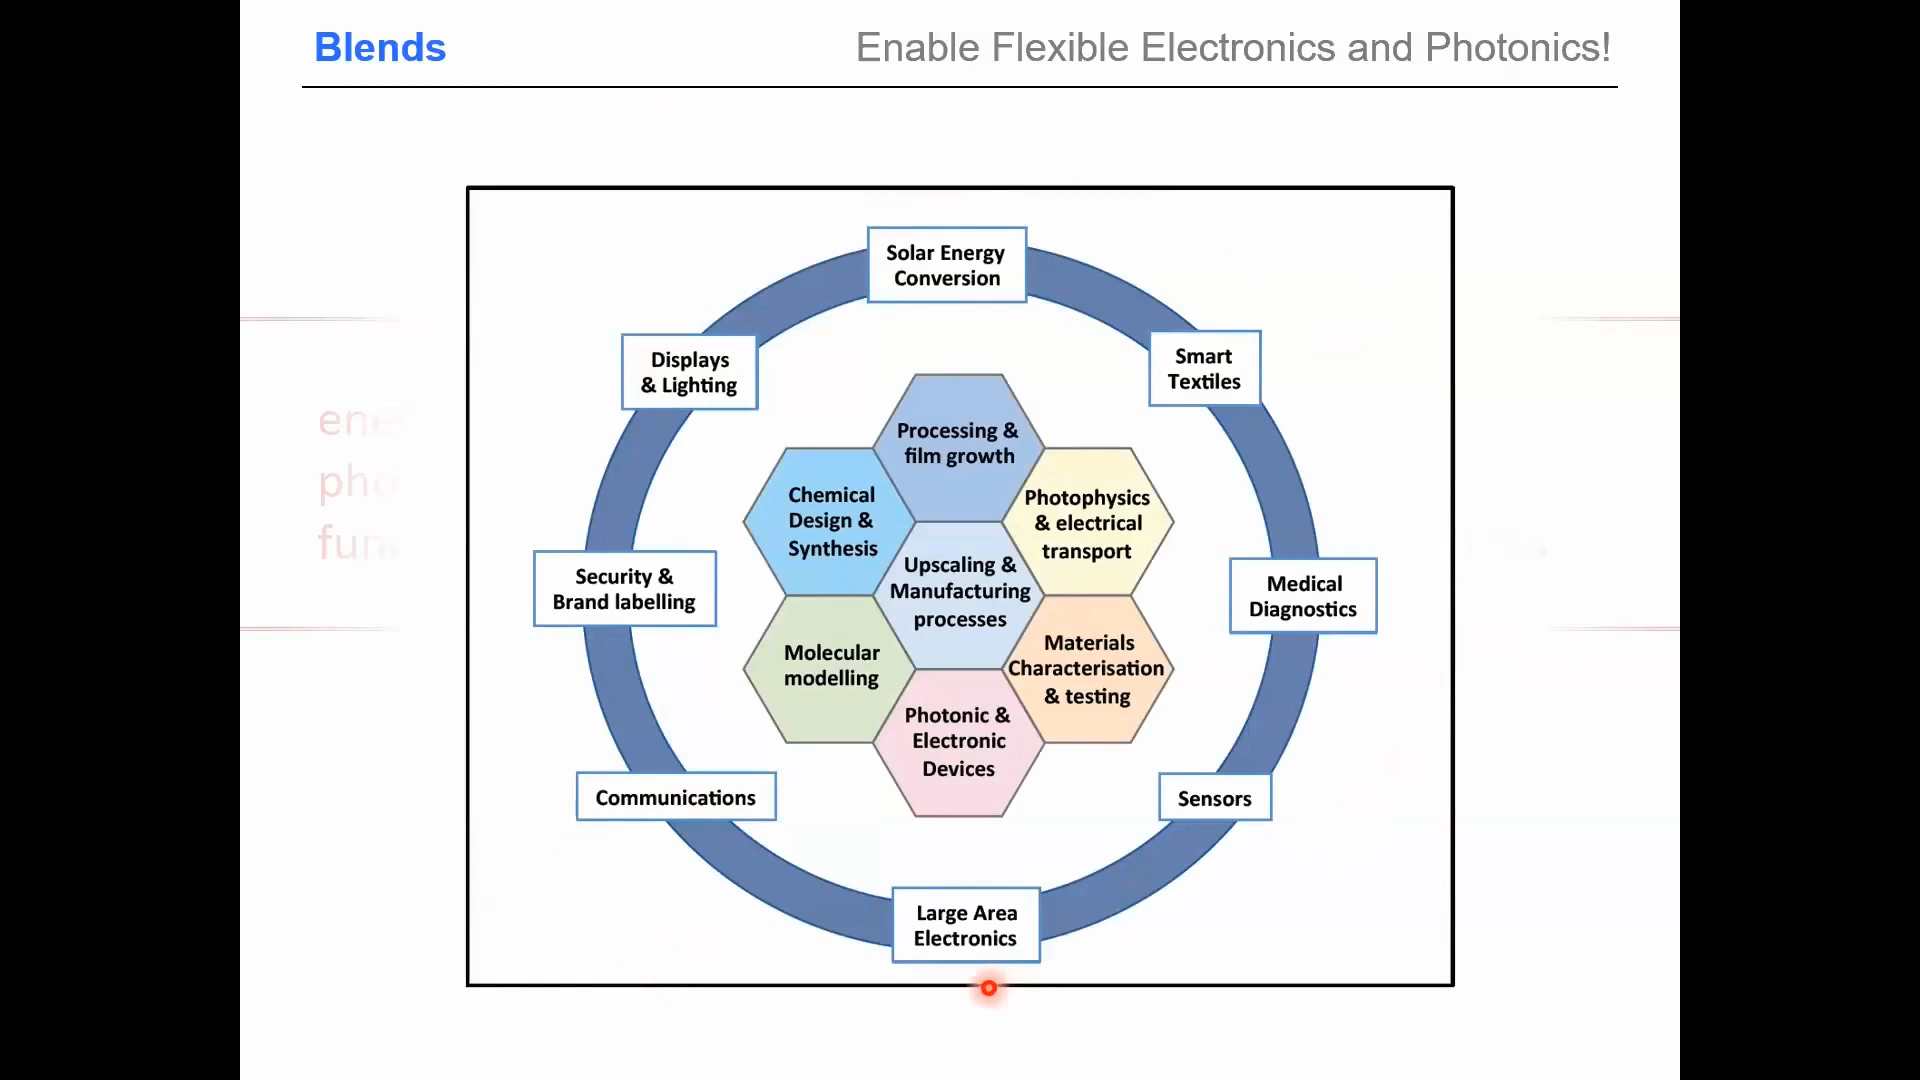 Blends
Enable Flexible Electronics and Photonics!
Solar Energy
Conversion
Displays
& Lighting
Smart
Textiles
Processing &
film growth
Chemical
Design &
Synthesis
Photophysics
& electrical
transport
Upscaling &
Manufacturing
processes
Security &
Brand labelling
Medical
Diagnostics
Molecular
modelling
Materials
Characterisation
& testing
Photonic &
Electronic
Devices
Communications
Sensors
Large Area
Electronics